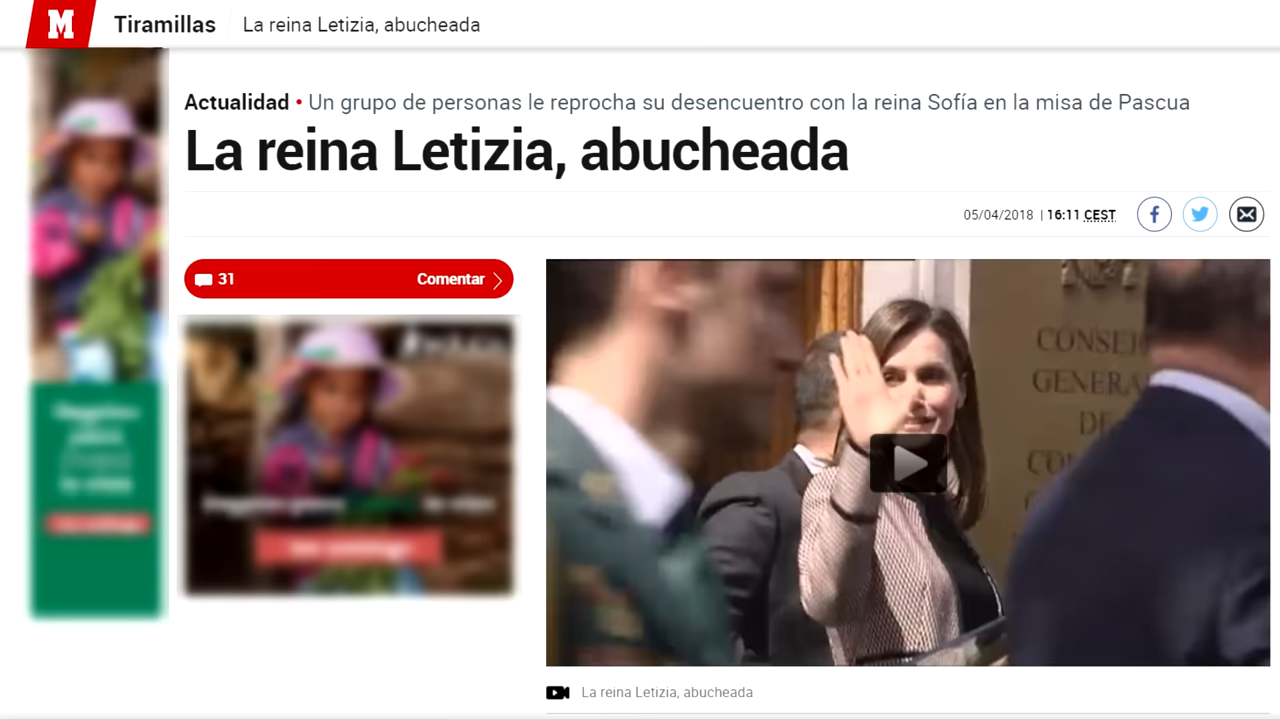 M Tiramillas La reina Letizia, abucheada
Actualidad • Un grupo de personas le reprocha su desencuentro con la reina Sofía en la misa de Pascua
La reina Letizia, abucheada
05/04/2018 | 16:11 CEST
31 Comentar
GENERA
DE
La reina Letizia, abucheada